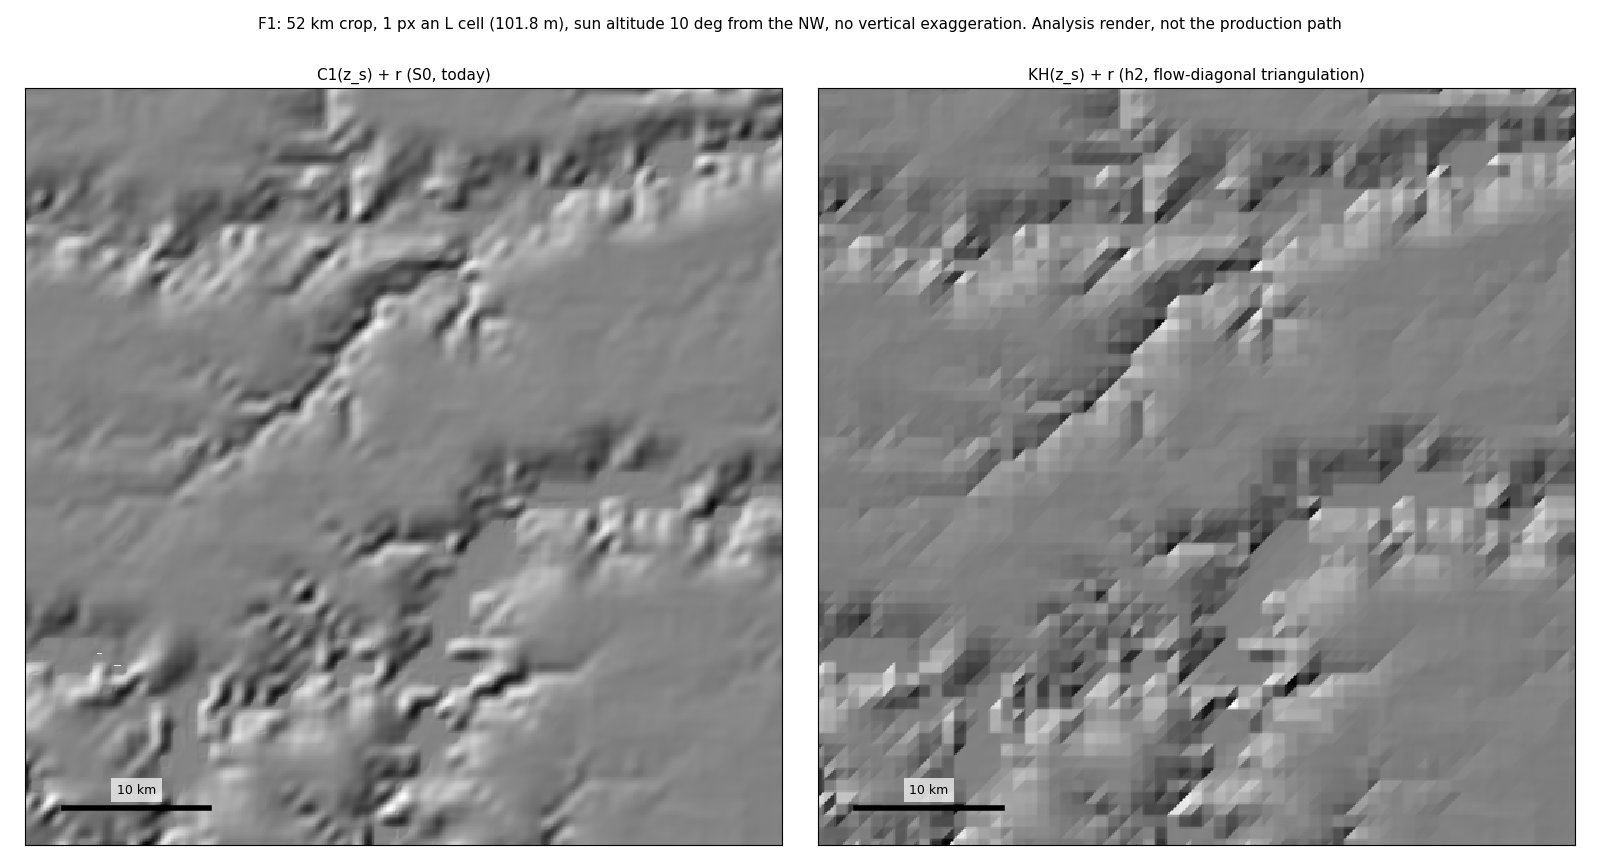 F1: 52 km crop, 1 px an L cell (101.8 m), sun altitude 10 deg from the NW, no vertical exaggeration. Analysis render, not the production path
C1(z_s) + r (S0, today)
KH(z_s) + r (h2, flow-diagonal triangulation)
10 km
10 km